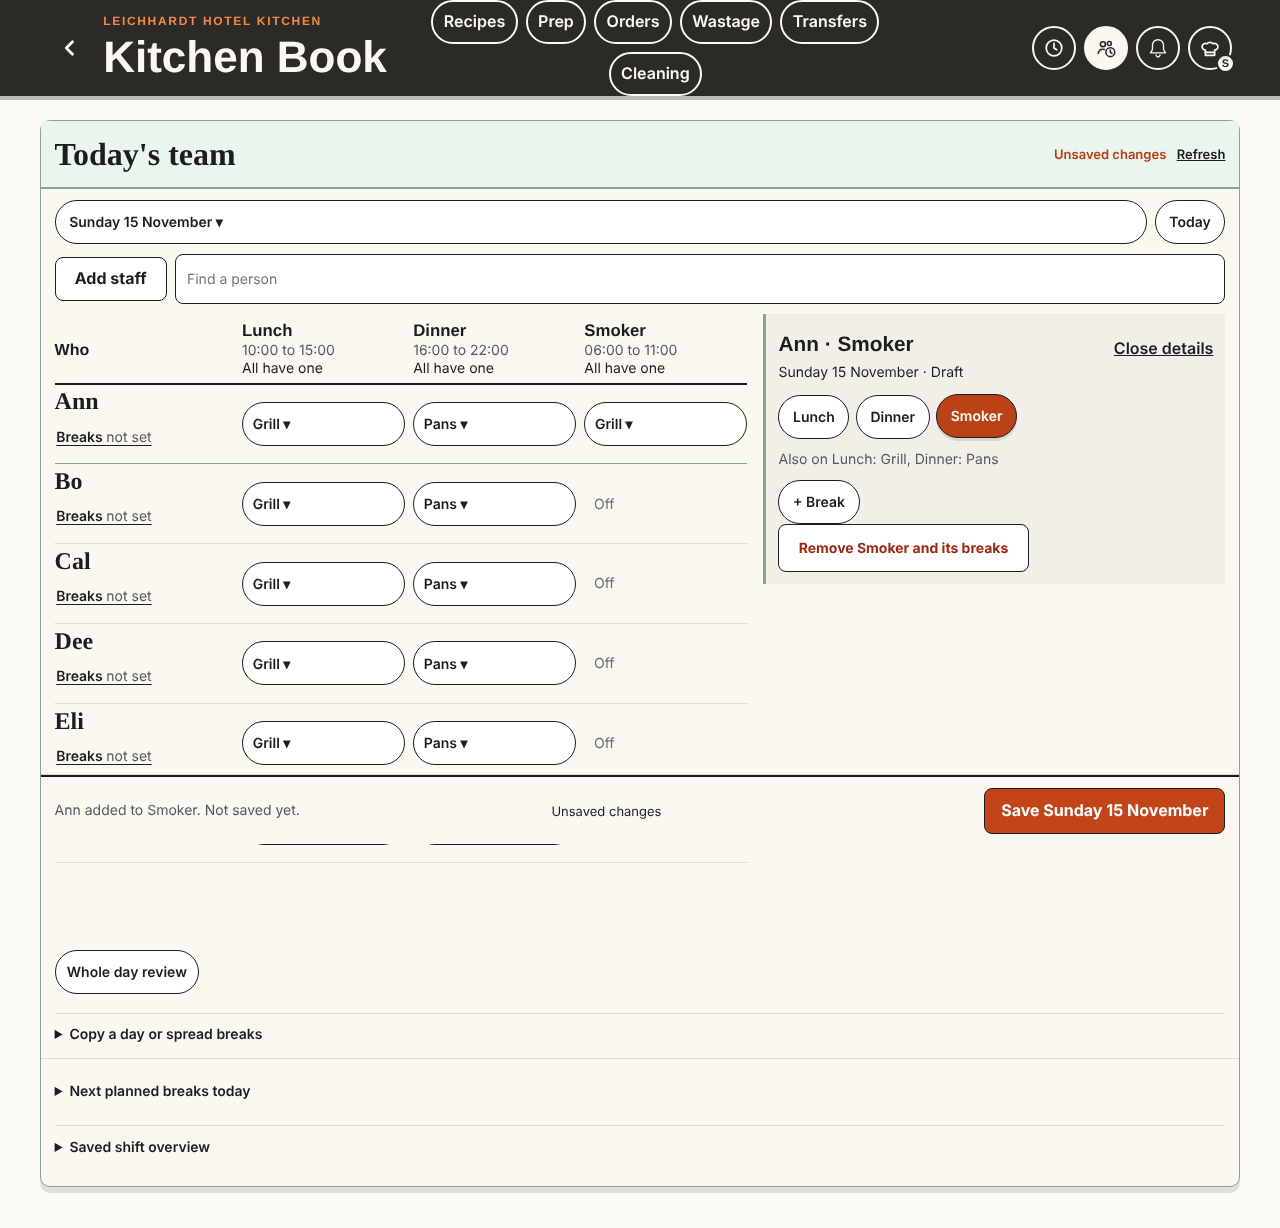 LEICHHARDT HOTEL KITCHEN
Kitchen Book
Recipes Prep Orders Wastage Transfers
Cleaning
S
Today's team
Unsaved changes Refresh
Sunday 15 November ▾ Today
Add staff Find a person
Who
Lunch
10:00 to 15:00
All have one
Dinner
16:00 to 22:00
All have one
Smoker
06:00 to 11:00
All have one
Ann
Breaks not set
Grill ▾ Pans ▾ Grill ▾
Bo
Breaks not set
Grill ▾ Pans ▾ Off
Cal
Breaks not set
Grill ▾ Pans ▾ Off
Dee
Breaks not set
Grill ▾ Pans ▾ Off
Eli
Breaks not set
Grill ▾ Pans ▾ Off
Ann · Smoker
Close details
Sunday 15 November · Draft
Lunch Dinner Smoker
Also on Lunch: Grill, Dinner: Pans
+ Break
Remove Smoker and its breaks
Ann added to Smoker. Not saved yet.
Unsaved changes
Save Sunday 15 November
Whole day review
Copy a day or spread breaks
Next planned breaks today
Saved shift overview